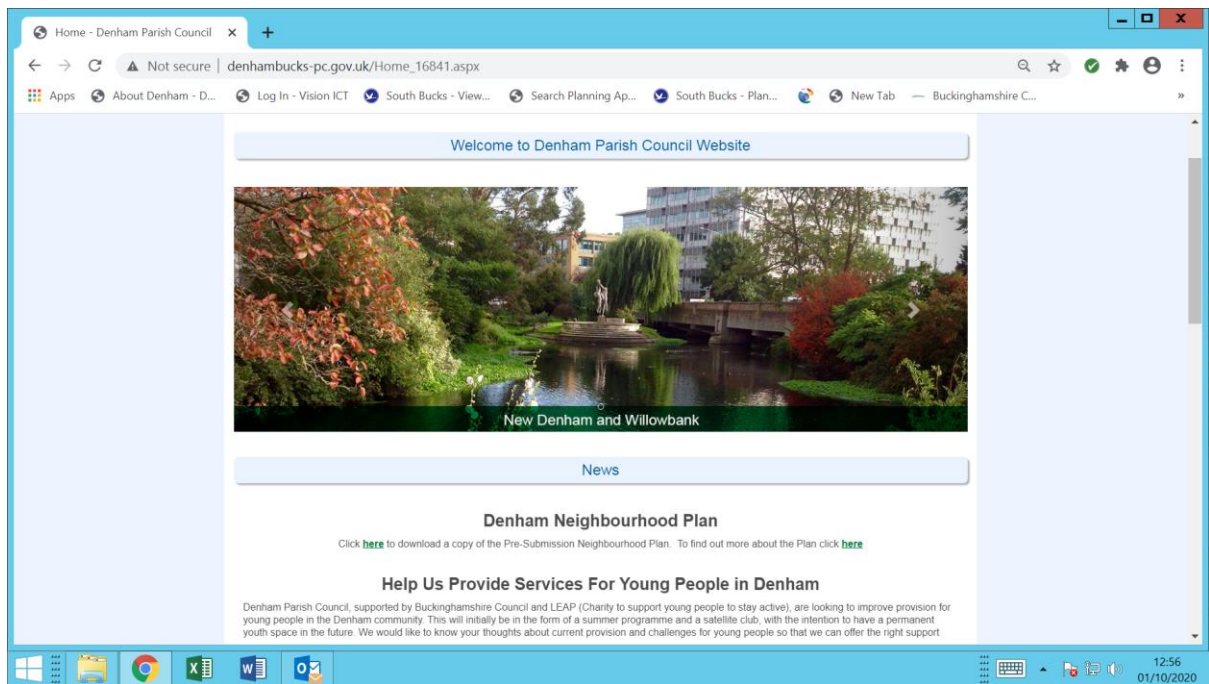 Home - Denham Parish Council
Not secure | denhambucks-pc.gov.uk/Home_16841.aspx
Apps About Denham - D... Log In - Vision ICT South Bucks - View... Search Planning Ap... South Bucks - Plan... New Tab Buckinghamshire C... »
Welcome to Denham Parish Council Website
New Denham and Willowbank
News
Denham Neighbourhood Plan
Click here to download a copy of the Pre-Submission Neighbourhood Plan. To find out more about the Plan click here
Help Us Provide Services For Young People in Denham
Denham Parish Council, supported by Buckinghamshire Council and LEAP (Charity to support young people to stay active), are looking to improve provision for
young people in the Denham community. This will initially be in the form of a summer programme and a satellite club, with the intention to have a permanent
youth space in the future. We would like to know your thoughts about current provision and challenges for young people so that we can offer the right support
12:56
01/10/2020